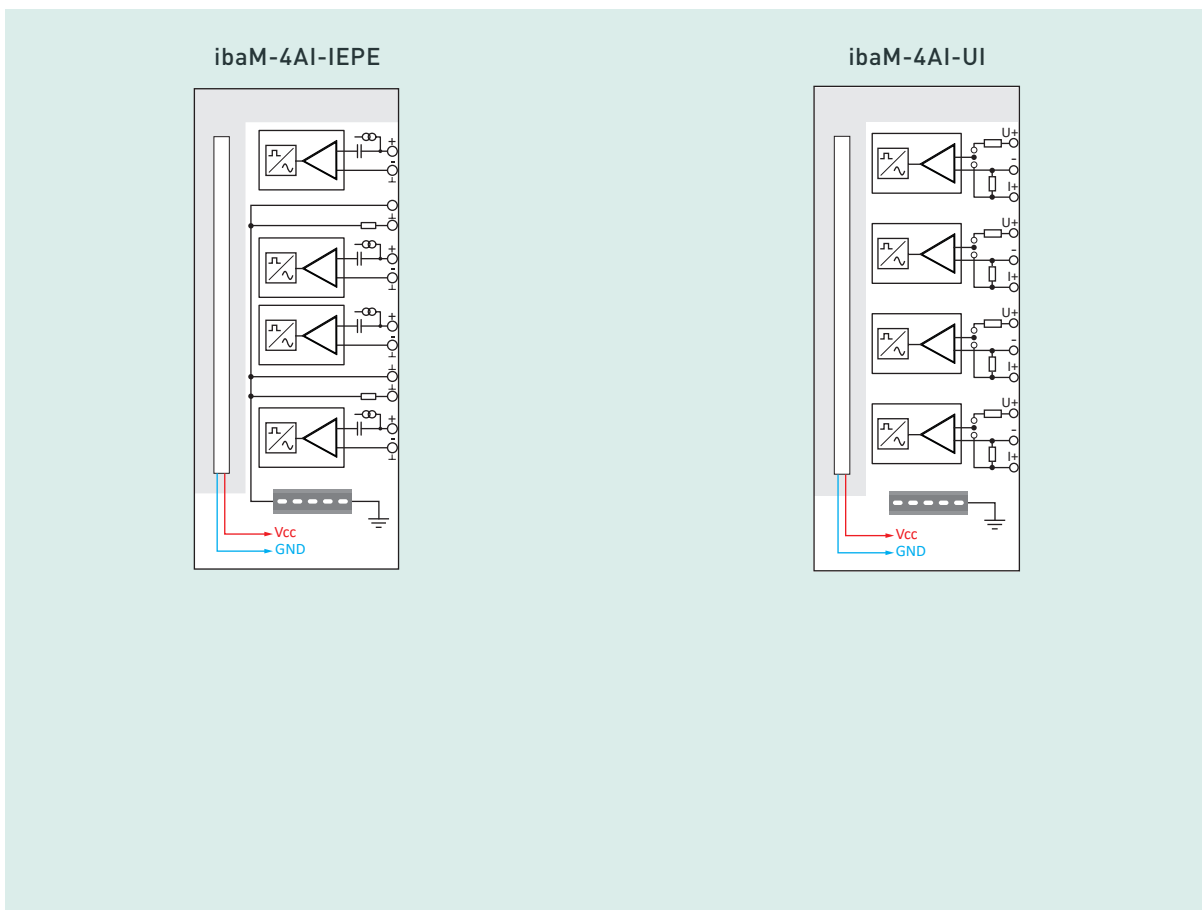 ibaM-4AI-IEPE
+
-
⊥
⊥
+
-
⊥
+
-
⊥
⊥
⊥
+
-
⊥
Vcc
GND
ibaM-4AI-UI
U+
-
I+
U+
-
I+
U+
-
I+
U+
-
I+
Vcc
GND